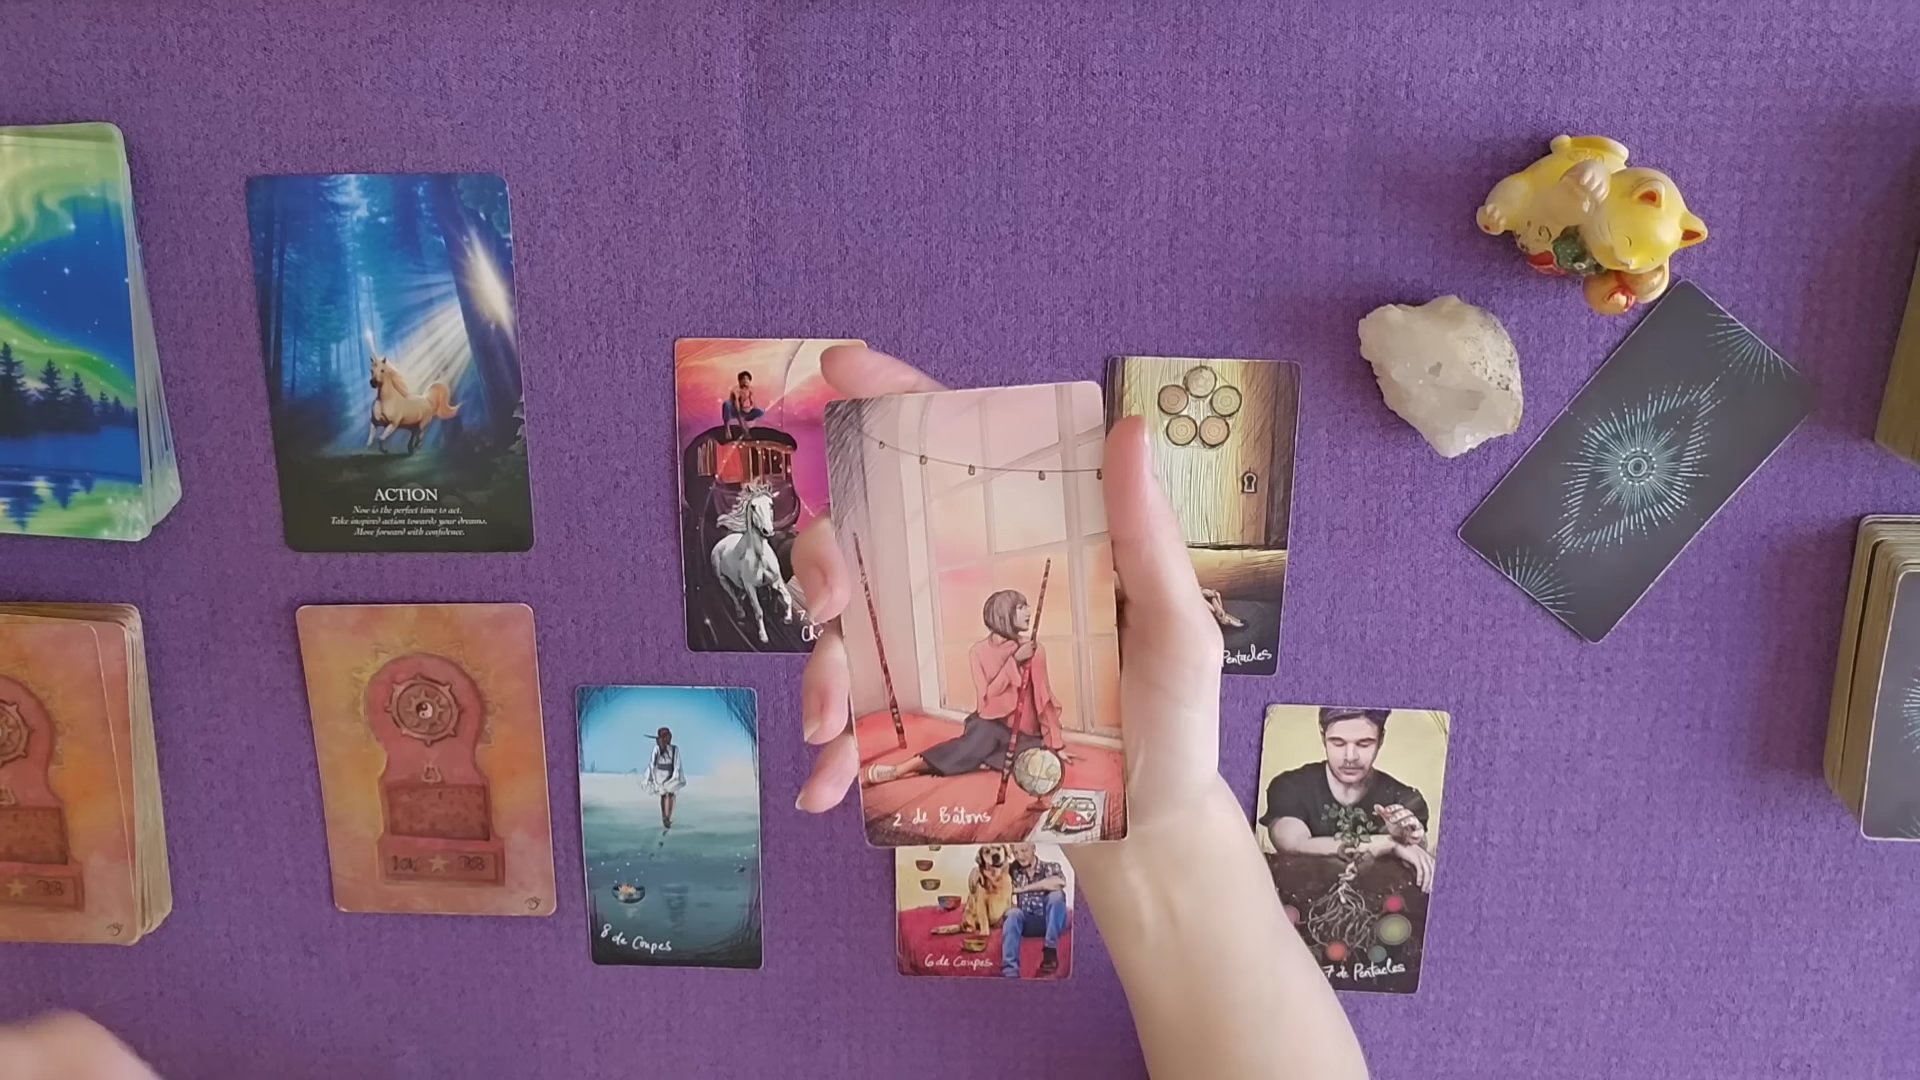 ACTION
Now is the perfect time to act.
Take inspired action towards your dreams.
Move forward with confidence.
7
Pentacles
2 de Bâtons
8 de Coupes
6 de Coupes
7 de Pentacles